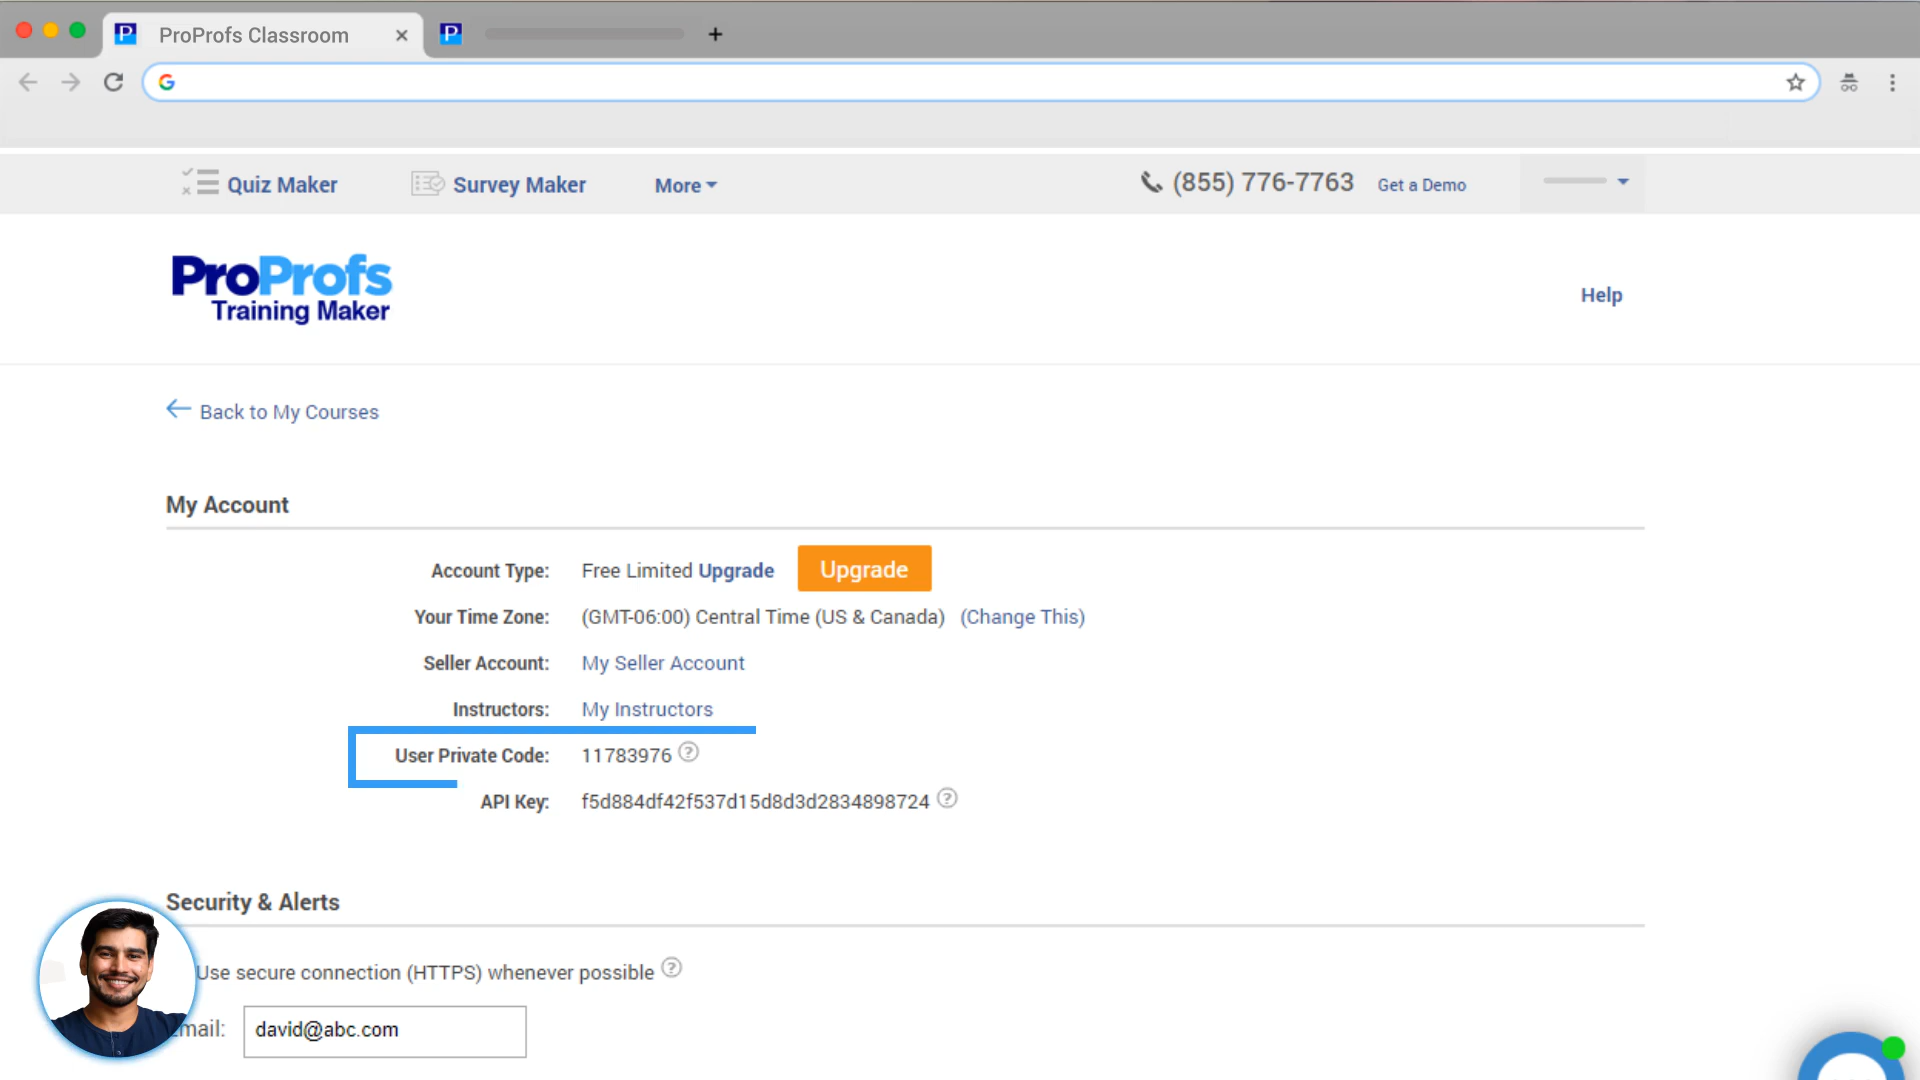 ProProfs Classroom
Quiz Maker
Survey Maker
More
(855) 776-7763
Get a Demo
ProProfs
Training Maker
Help
Back to My Courses
My Account
Account Type: Free Limited Upgrade Upgrade
Your Time Zone: (GMT-06:00) Central Time (US & Canada) (Change This)
Seller Account: My Seller Account
Instructors: My Instructors
User Private Code: 11783976 ?
API Key: f5d884df42f537d15d8d3d2834898724 ?
Security & Alerts
Use secure connection (HTTPS) whenever possible ?
Email: david@abc.com